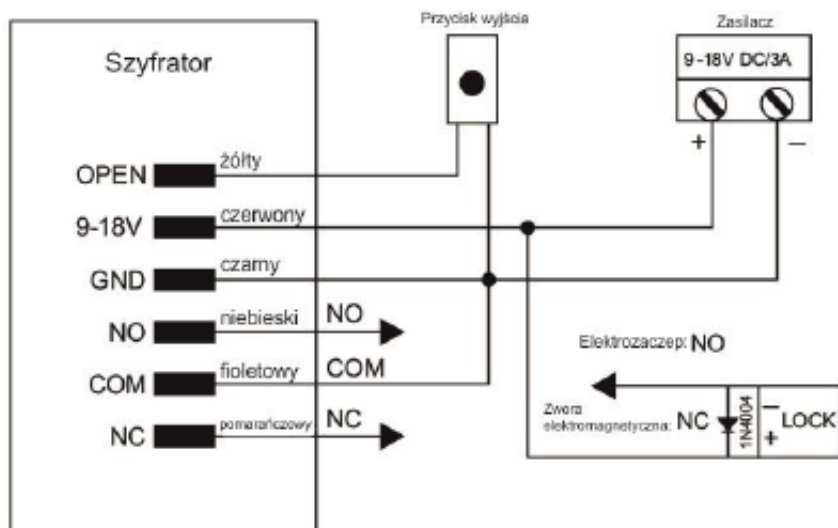 Przycisk wyjścia
Zasilacz
Szyfrator
9-18V DC/3A
+ –
OPEN żółty
9-18V czerwony
GND czarny
NO niebieski NO
COM fioletowy COM
NC pomarańczowy NC
Elektrozaczep: NO
Zwora
elektromagnetyczna: NC
1N4004
–
+
LOCK